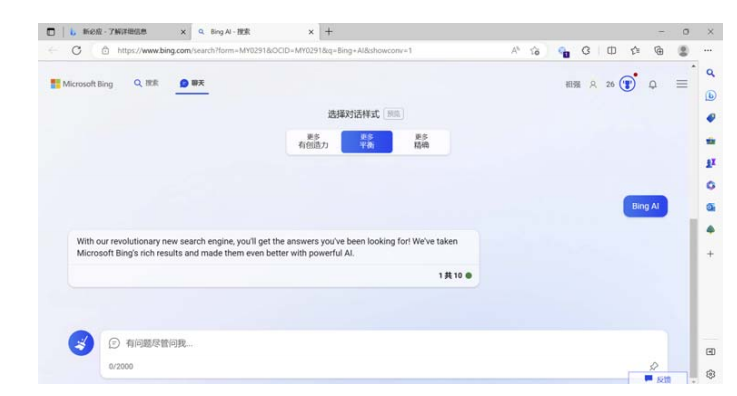 新必应 - 了解详细信息
Bing AI - 搜索
https://www.bing.com/search?form=MY0291&OCID=MY0291&q=Bing+AI&showconv=1
Microsoft Bing
搜索
聊天
26
选择对话样式
更多
有创造力
更多
平衡
更多
精确
Bing AI
With our revolutionary new search engine, you'll get the answers you've been looking for! We've taken
Microsoft Bing's rich results and made them even better with powerful AI.
1 共 10
有问题尽管问我...
0/2000
反馈